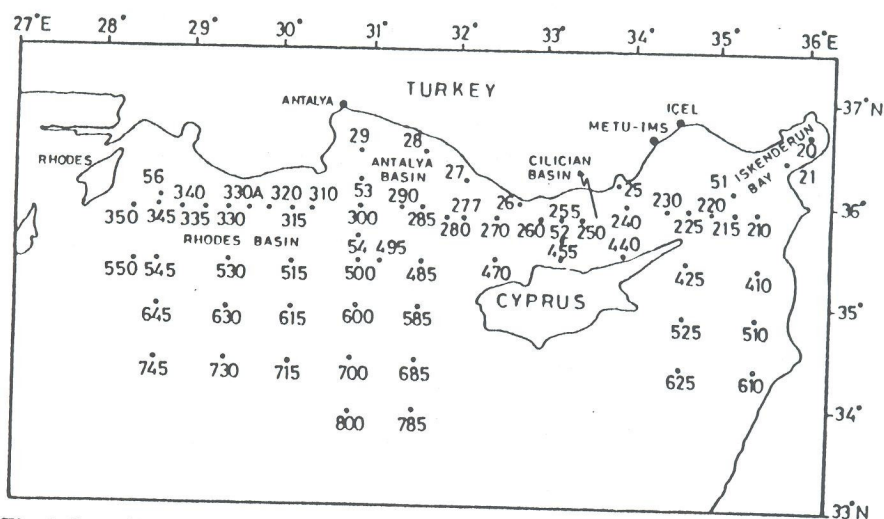 27°E 28° 29° 30° 31° 32° 33° 34° 35° 36°E
TURKEY
ANTALYA
ICEL
37°N
METU-IMS
29 28
RHODES
ANTALYA BASIN
27
CILICIAN BASIN
ISKENDERUN BAY
20
21
56 340 330A 320 310 53 290 277 26 255 25 230 51 220
350 345 335 330 315 300 285 280 270 260 52 250 240 225 215 210
36°N
RHODES BASIN
54 495 455 440
550 545 530 515 500 485 470 425 410
CYPRUS
645 630 615 600 585 525 510
35°N
745 730 715 700 685 625 610
34°N
800 785
33°N